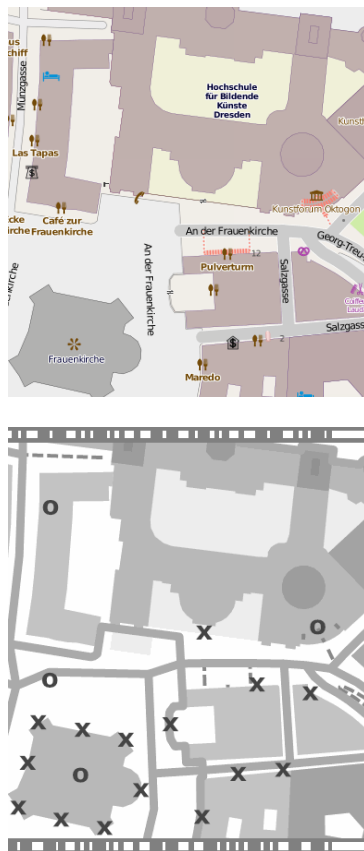 Hochschule
für Bildende
Künste
Dresden
Münzgasse
Las Tapas
Café zur
Frauenkirche
An der Frauenkirche
An der Frauenkirche
Kunstforum Oktogon
Georg-Treu-
12
Pulverturm
Salzgasse
Salzgasse
2
$
$
Maredo
Frauenkirche
O
X
O
O
X
X
X
X
X
X
X
O
X
X
X
X
X
X
X